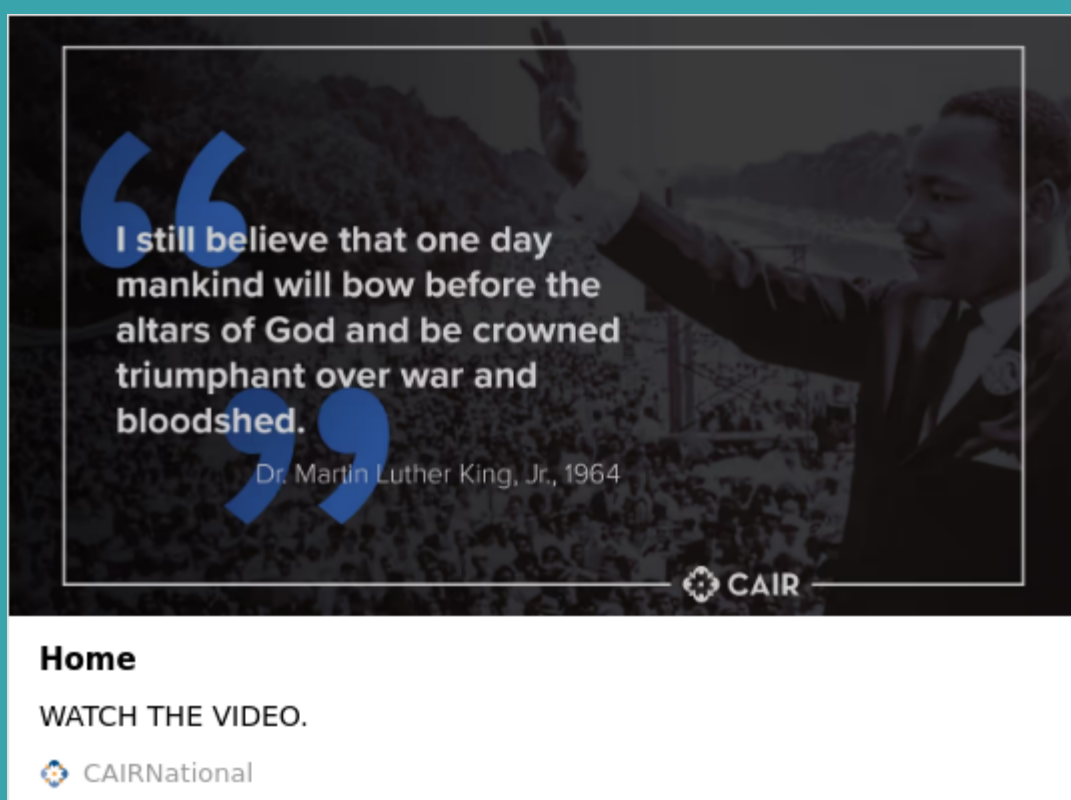 I still believe that one day
mankind will bow before the
altars of God and be crowned
triumphant over war and
bloodshed.
Dr. Martin Luther King, Jr., 1964
CAIR
Home
WATCH THE VIDEO.
CAIRNational